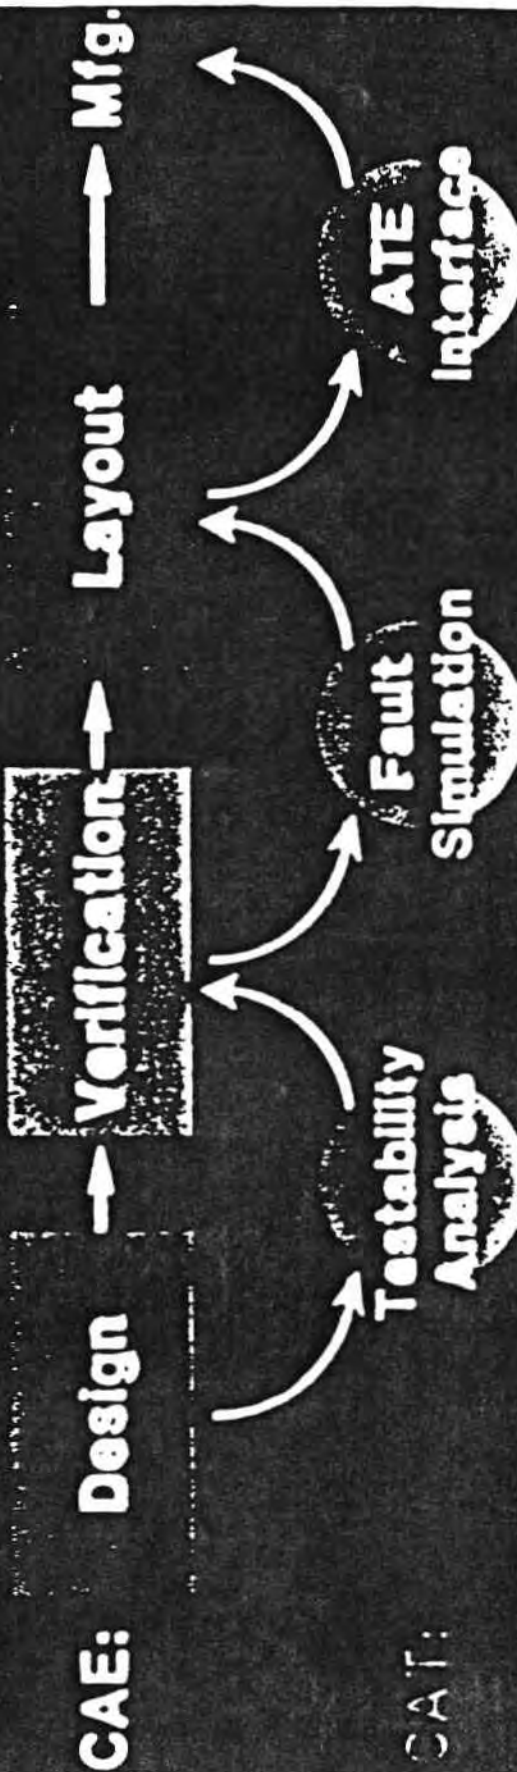 CAE:
Design
Verification
Layout
Mfg.
CAT:
Testability
Analysis
Fault
Simulation
ATE
Interface